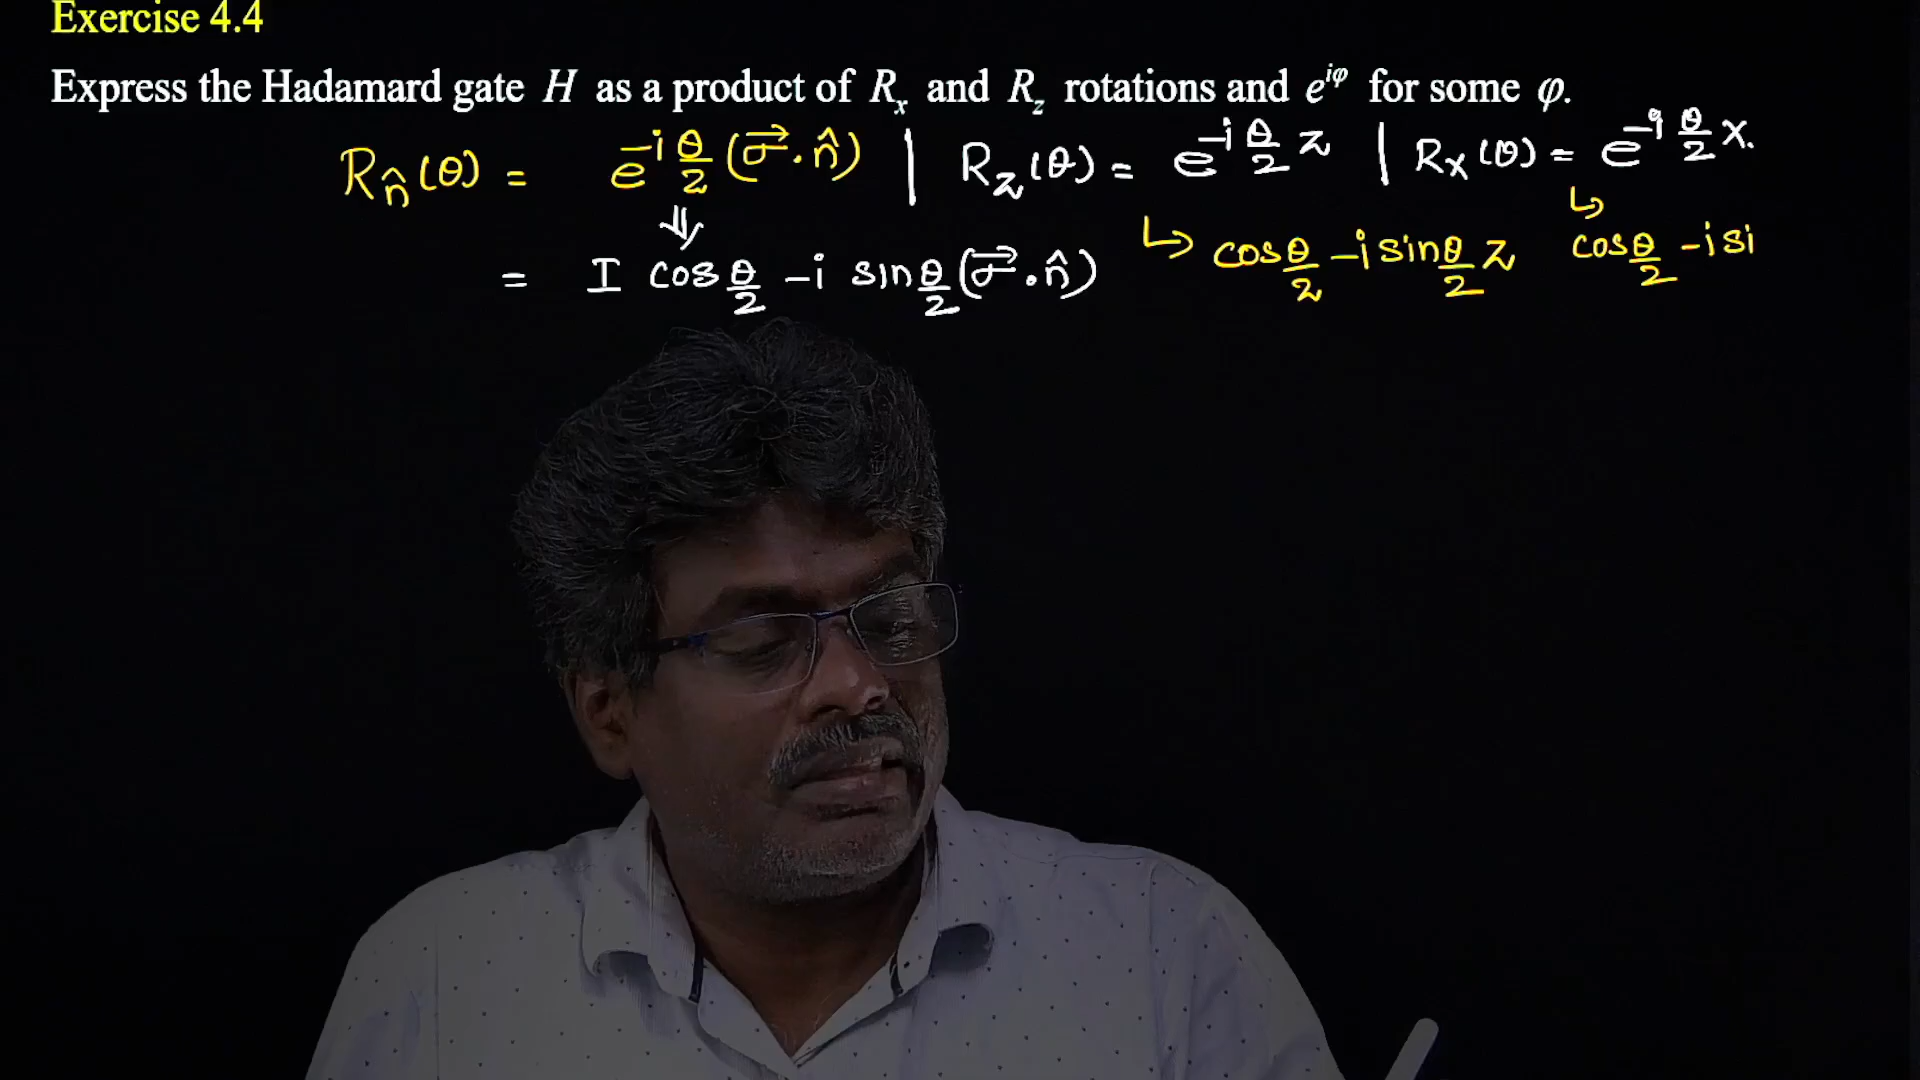 Exercise 4.4
Express the Hadamard gate H as a product of Rₓ and R_z rotations and e^{iφ} for some φ.
R_n̂(θ) = e^{-i θ/2 (σ⃗·n̂)} | R_z(θ) = e^{-i θ/2 Z} | R_X(θ) = e^{-i θ/2 X}.
⇓ ↳ cos θ/2 - i sin θ/2 Z ↳ cos θ/2 - i si
= I cos θ/2 - i sin θ/2 (σ⃗·n̂)